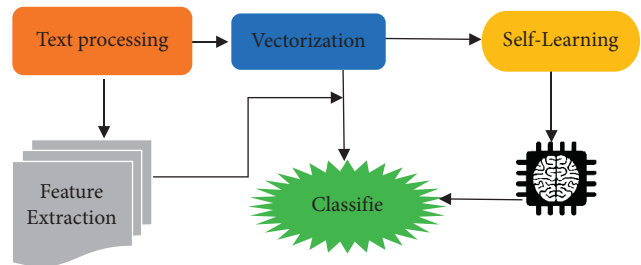 Text processing
Vectorization
Self-Learning
Feature
Extraction
Classifie